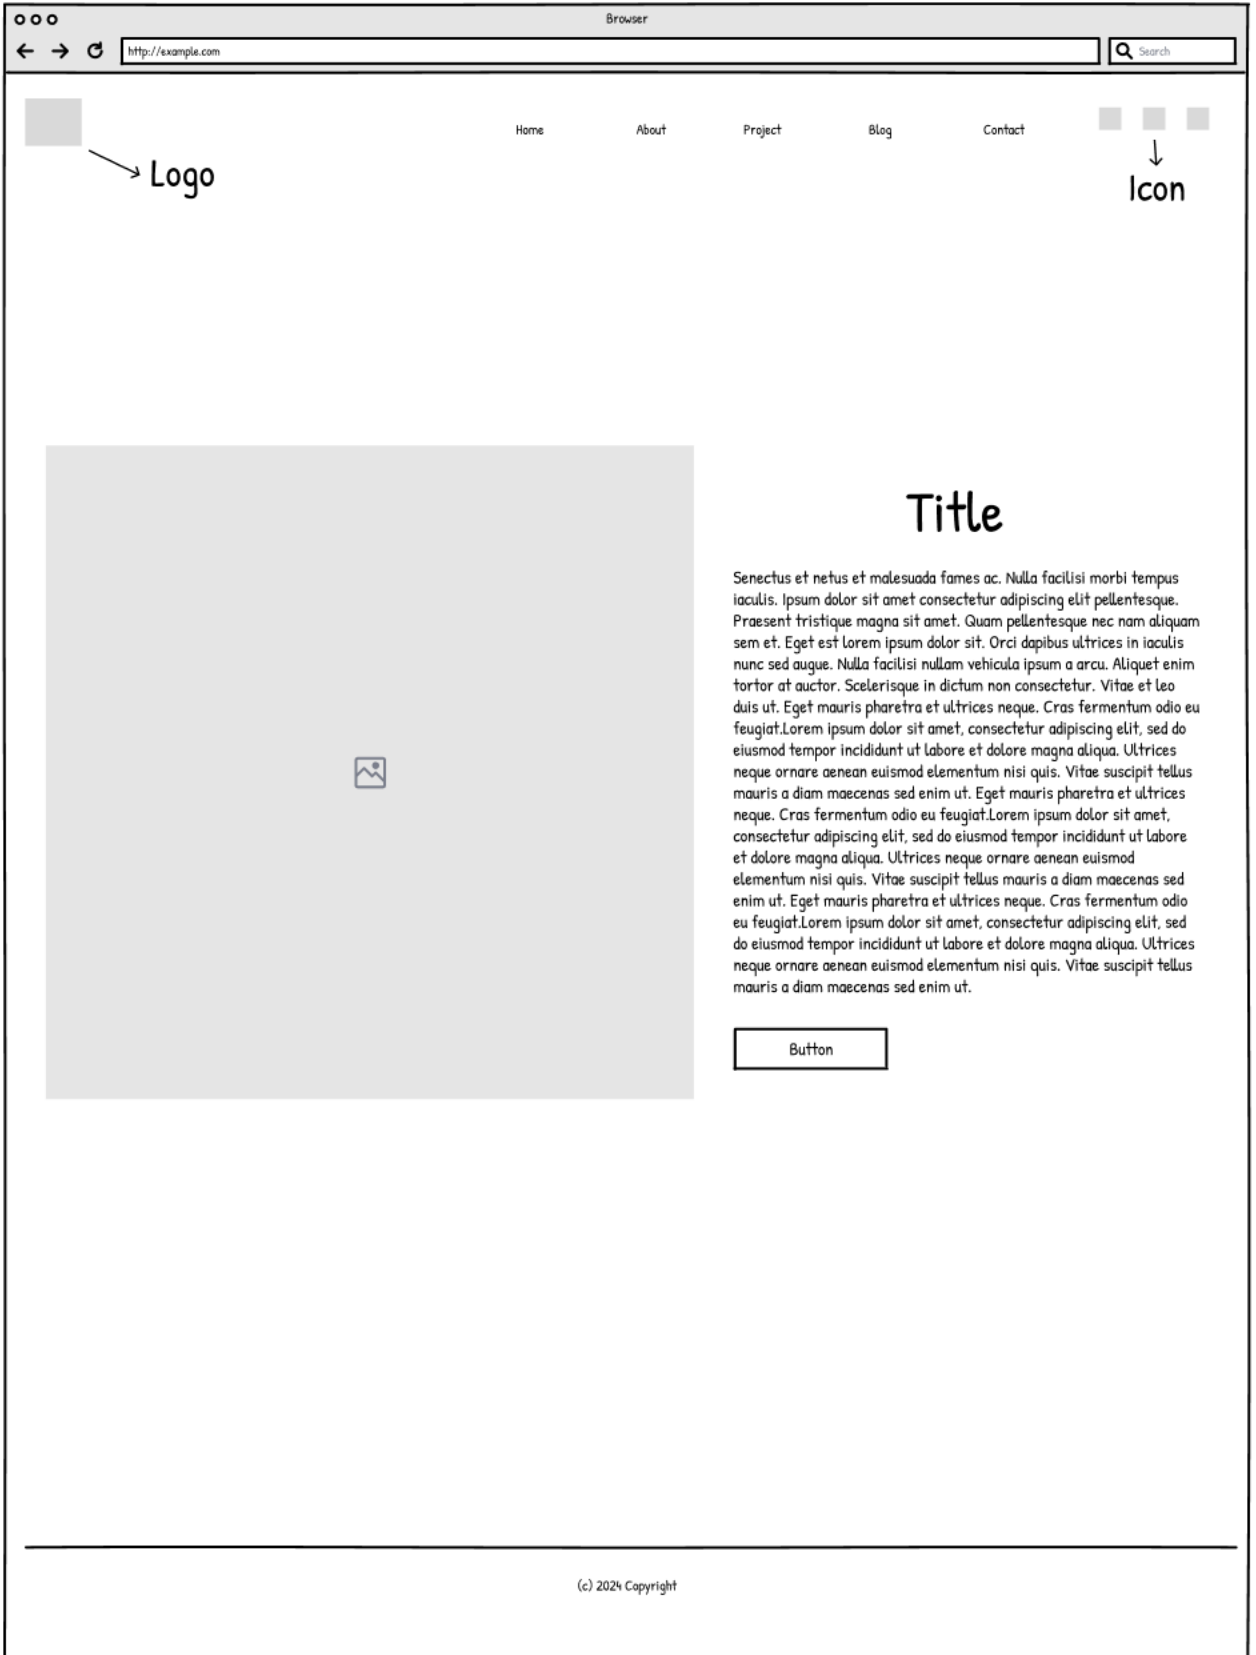 Browser
http://example.com
Search
Home About Project Blog Contact
Logo
Icon
Title
Senectus et netus et malesuada fames ac. Nulla facilisi morbi tempus
iaculis. Ipsum dolor sit amet consectetur adipiscing elit pellentesque.
Praesent tristique magna sit amet. Quam pellentesque nec nam aliquam
sem et. Eget est lorem ipsum dolor sit. Orci dapibus ultrices in iaculis
nunc sed augue. Nulla facilisi nullam vehicula ipsum a arcu. Aliquet enim
tortor at auctor. Scelerisque in dictum non consectetur. Vitae et leo
duis ut. Eget mauris pharetra et ultrices neque. Cras fermentum odio eu
feugiat.Lorem ipsum dolor sit amet, consectetur adipiscing elit, sed do
eiusmod tempor incididunt ut labore et dolore magna aliqua. Ultrices
neque ornare aenean euismod elementum nisi quis. Vitae suscipit tellus
mauris a diam maecenas sed enim ut. Eget mauris pharetra et ultrices
neque. Cras fermentum odio eu feugiat.Lorem ipsum dolor sit amet,
consectetur adipiscing elit, sed do eiusmod tempor incididunt ut labore
et dolore magna aliqua. Ultrices neque ornare aenean euismod
elementum nisi quis. Vitae suscipit tellus mauris a diam maecenas sed
enim ut. Eget mauris pharetra et ultrices neque. Cras fermentum odio
eu feugiat.Lorem ipsum dolor sit amet, consectetur adipiscing elit, sed
do eiusmod tempor incididunt ut labore et dolore magna aliqua. Ultrices
neque ornare aenean euismod elementum nisi quis. Vitae suscipit tellus
mauris a diam maecenas sed enim ut.
Button
(c) 2024 Copyright